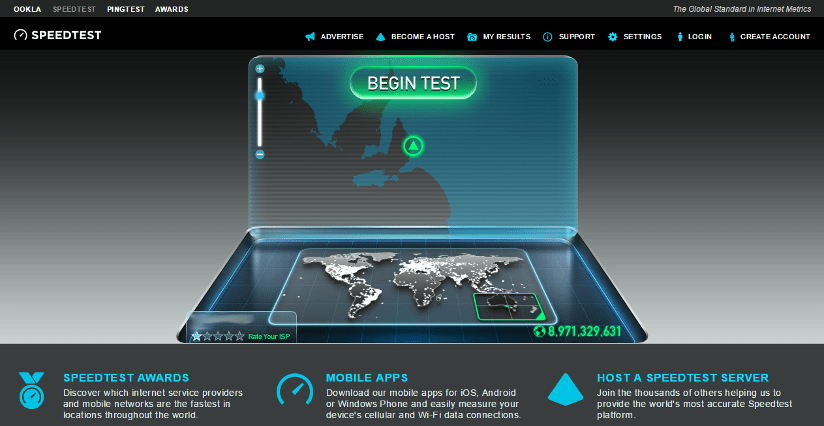 OOKLA SPEEDTEST PINGTEST AWARDS The Global Standard in Internet Metrics
SPEEDTEST ADVERTISE BECOME A HOST MY RESULTS SUPPORT SETTINGS LOGIN CREATE ACCOUNT
BEGIN TEST
Rate Your ISP
8,971,329,631
SPEEDTEST AWARDS
Discover which internet service providers
and mobile networks are the fastest in
locations throughout the world.
MOBILE APPS
Download our mobile apps for iOS, Android
or Windows Phone and easily measure your
device's cellular and Wi-Fi data connections.
HOST A SPEEDTEST SERVER
Join the thousands of others helping us to
provide the world's most accurate Speedtest
platform.